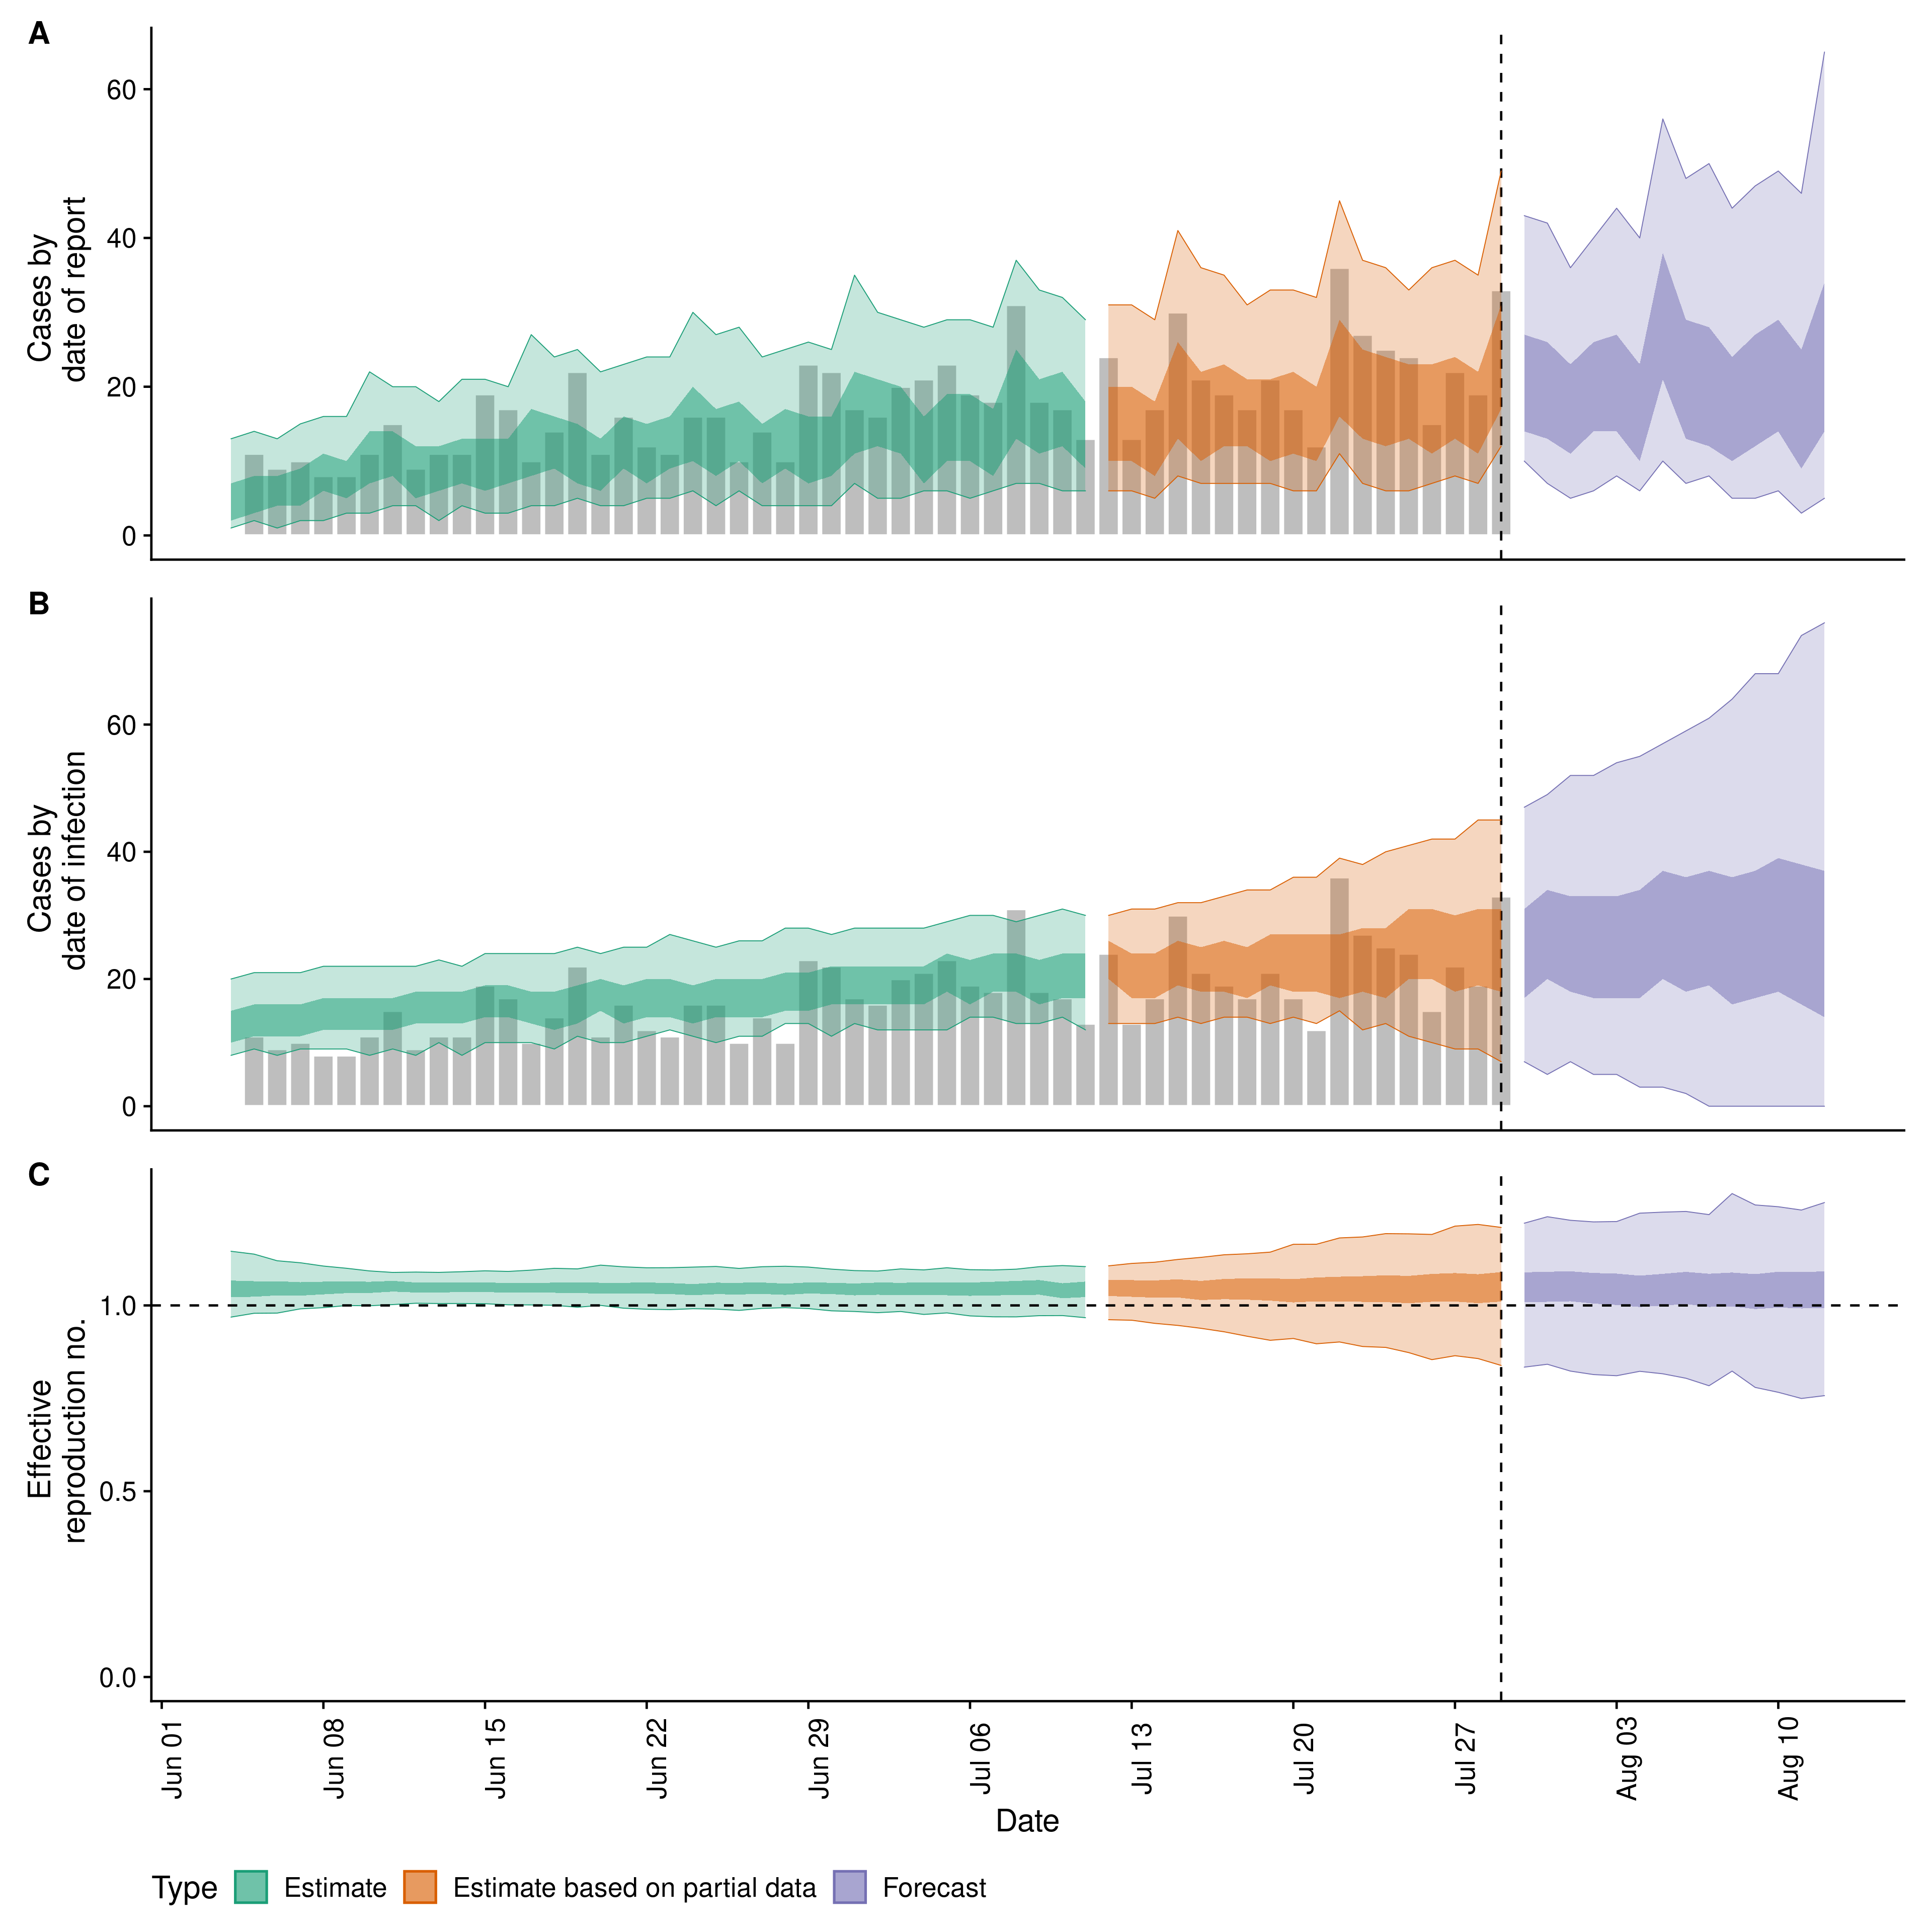 A
60
40
20
0
Cases by
date of report
B
60
40
20
0
Cases by
date of infection
C
1.0
0.5
0.0
Effective
reproduction no.
Jun 01
Jun 08
Jun 15
Jun 22
Jun 29
Jul 06
Jul 13
Jul 20
Jul 27
Aug 03
Aug 10
Date
Type Estimate Estimate based on partial data Forecast